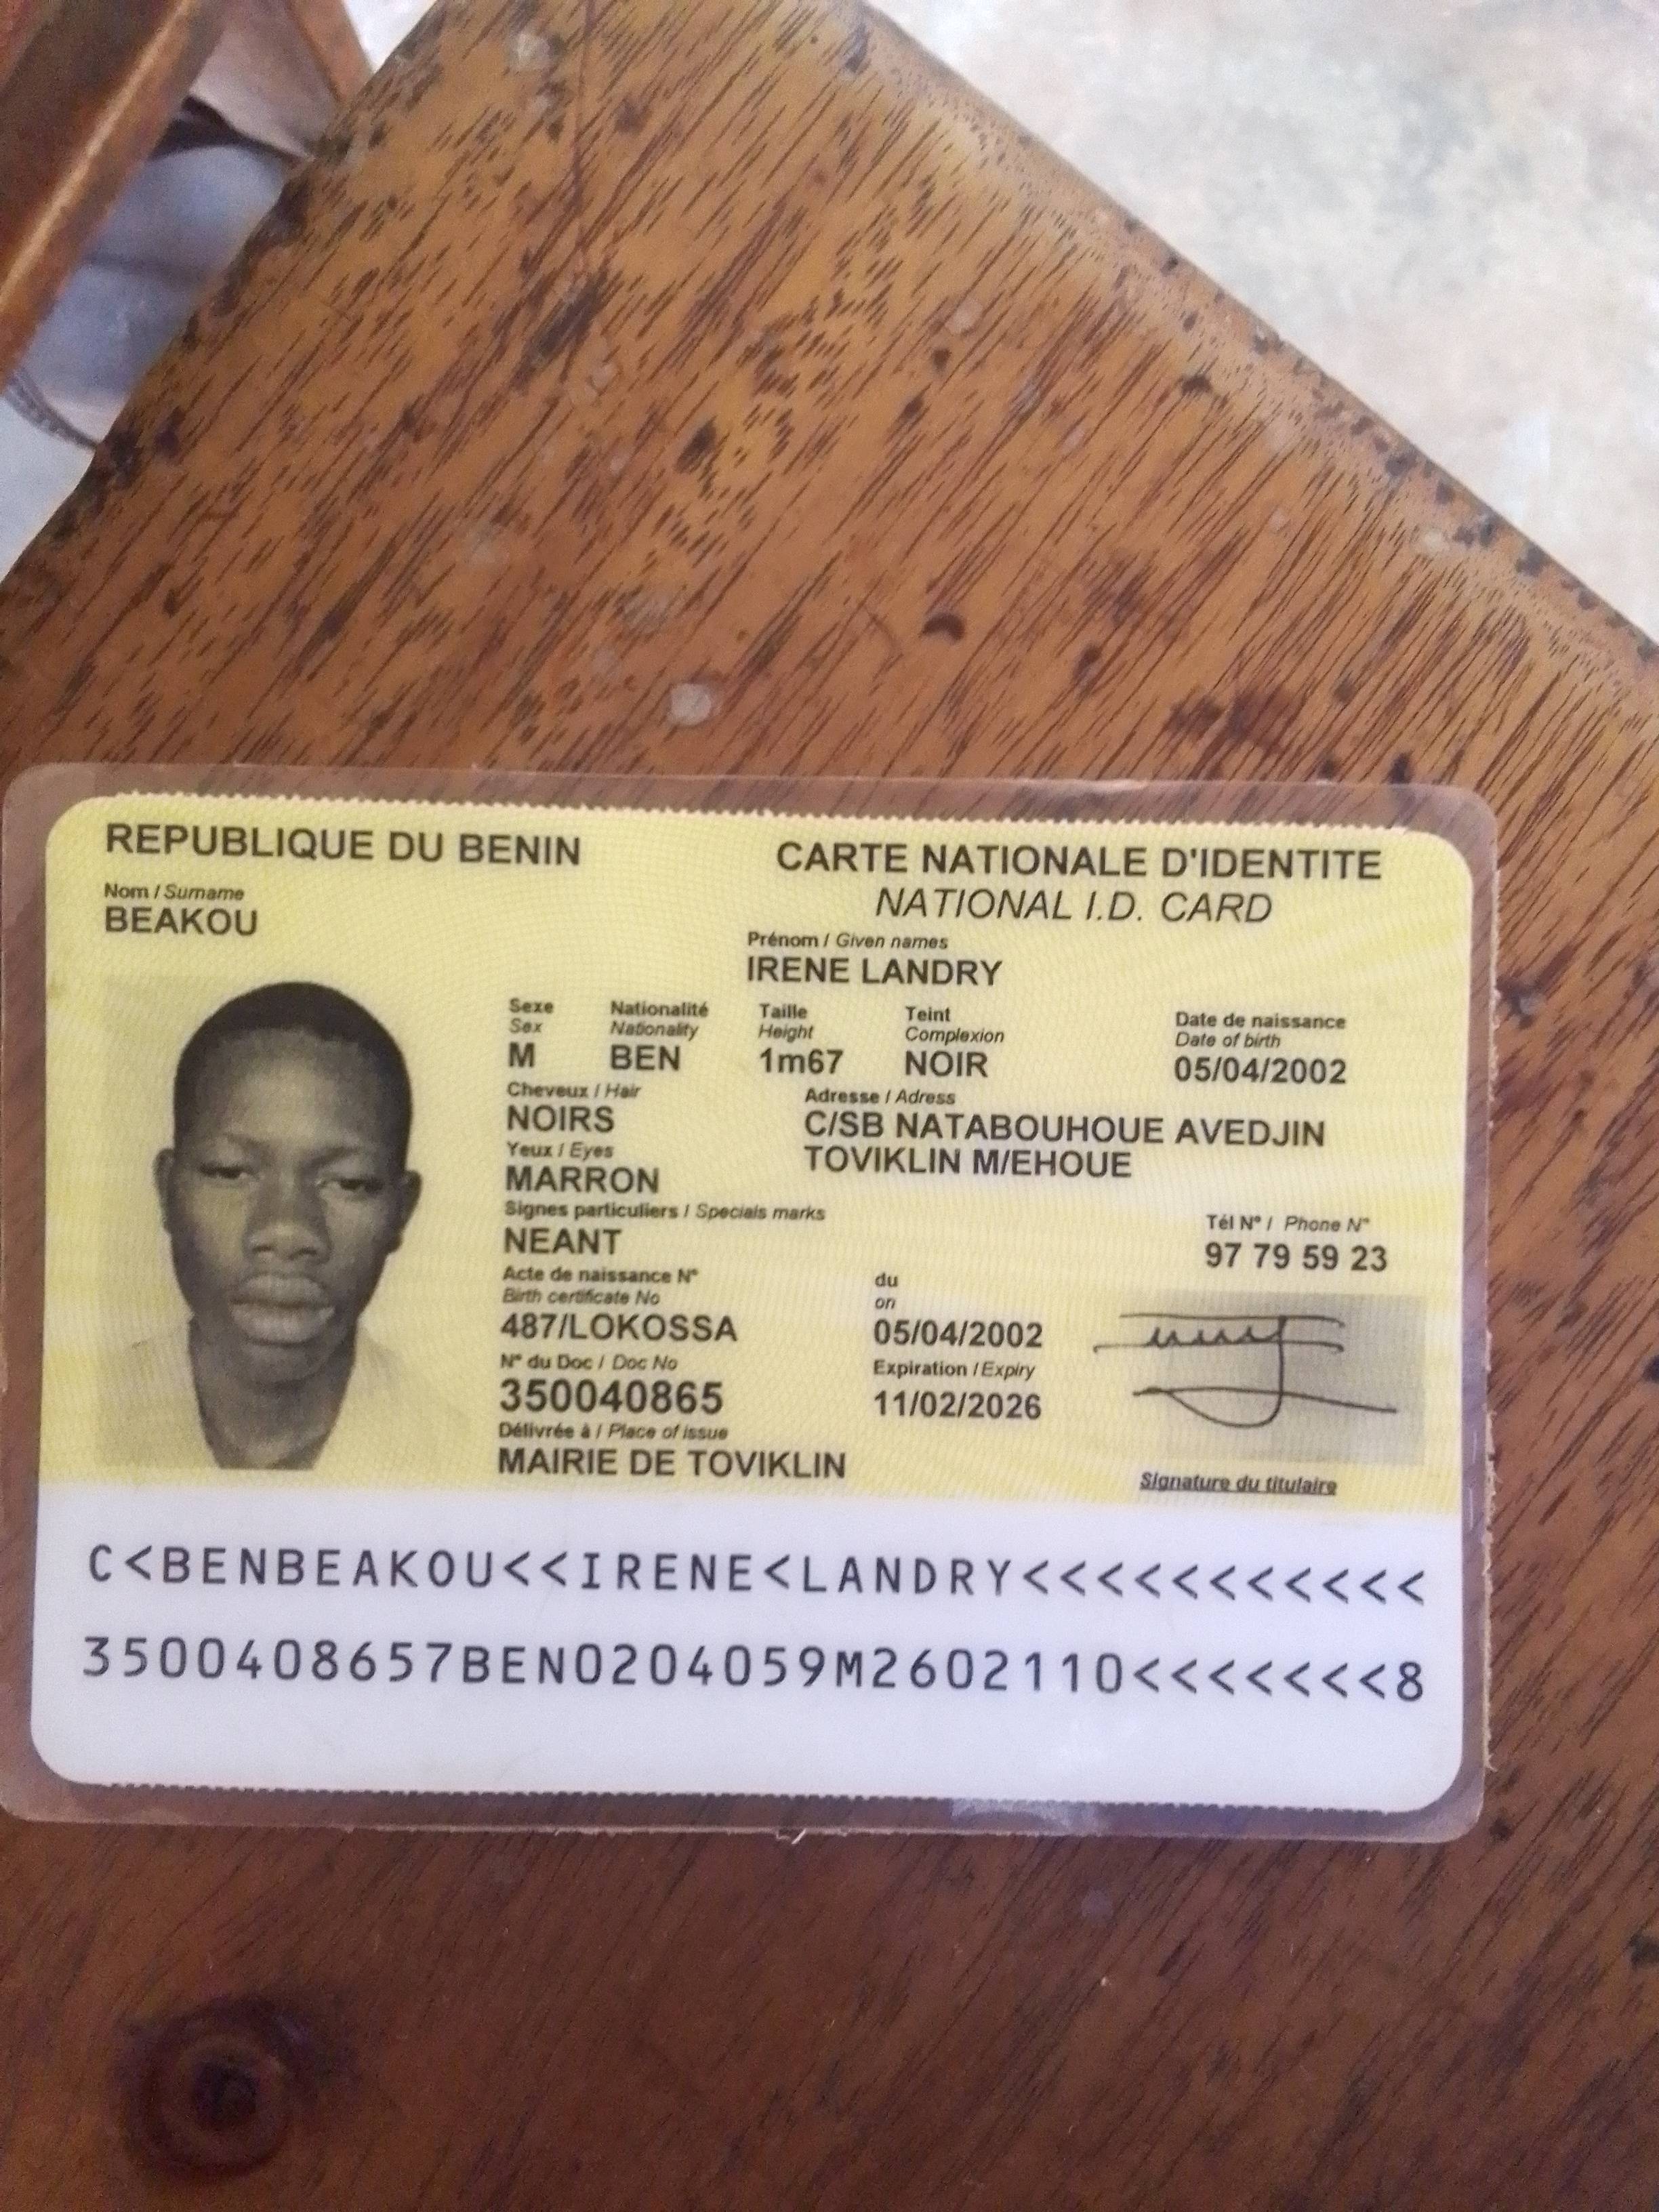 REPUBLIQUE DU BENIN
CARTE NATIONALE D'IDENTITE
NATIONAL I.D. CARD
Nom / Surname
BEAKOU
Prénom / Given names
IRENE LANDRY
Sexe Nationalité Taille Teint Date de naissance
Sex Nationality Height Complexion Date of birth
M BEN 1m67 NOIR 05/04/2002
Cheveux / Hair Adresse / Adress
NOIRS C/SB NATABOUHOUE AVEDJIN
Yeux / Eyes TOVIKLIN M/EHOUE
MARRON
Signes particuliers / Specials marks Tél N° / Phone N°
NEANT 97 79 59 23
Acte de naissance N° du
Birth certificate No on
487/LOKOSSA 05/04/2002
N° du Doc / Doc No Expiration / Expiry
350040865 11/02/2026
Délivrée à / Place of issue
MAIRIE DE TOVIKLIN
Signature du titulaire
C<BENBEAKOU<<IRENE<LANDRY<<<<<<<<<<<
3500408657BEN0204059M2602110<<<<<<<8